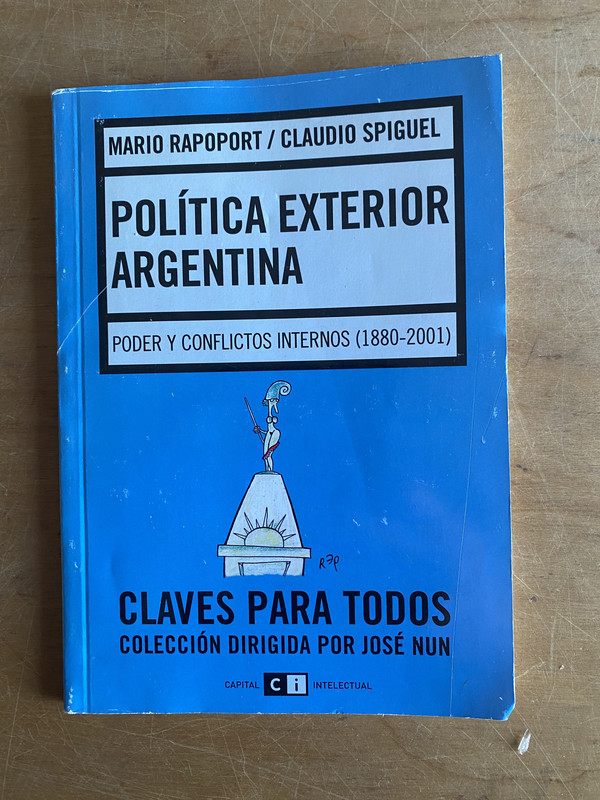 MARIO RAPOPORT / CLAUDIO SPIGUEL
POLÍTICA EXTERIOR
ARGENTINA
PODER Y CONFLICTOS INTERNOS (1880-2001)
REP
CLAVES PARA TODOS
COLECCIÓN DIRIGIDA POR JOSÉ NUN
CAPITAL Ci INTELECTUAL